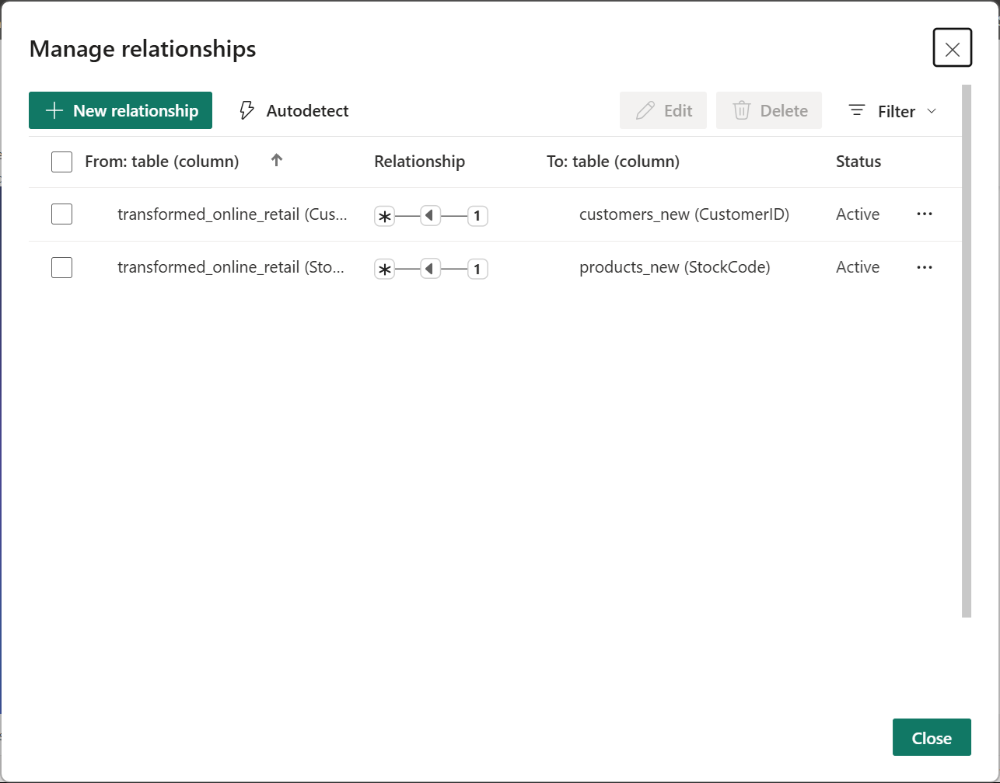 Manage relationships
New relationship Autodetect Edit Delete Filter
From: table (column) Relationship To: table (column) Status
transformed_online_retail (Cus... * 1 customers_new (CustomerID) Active ...
transformed_online_retail (Sto... * 1 products_new (StockCode) Active ...
Close